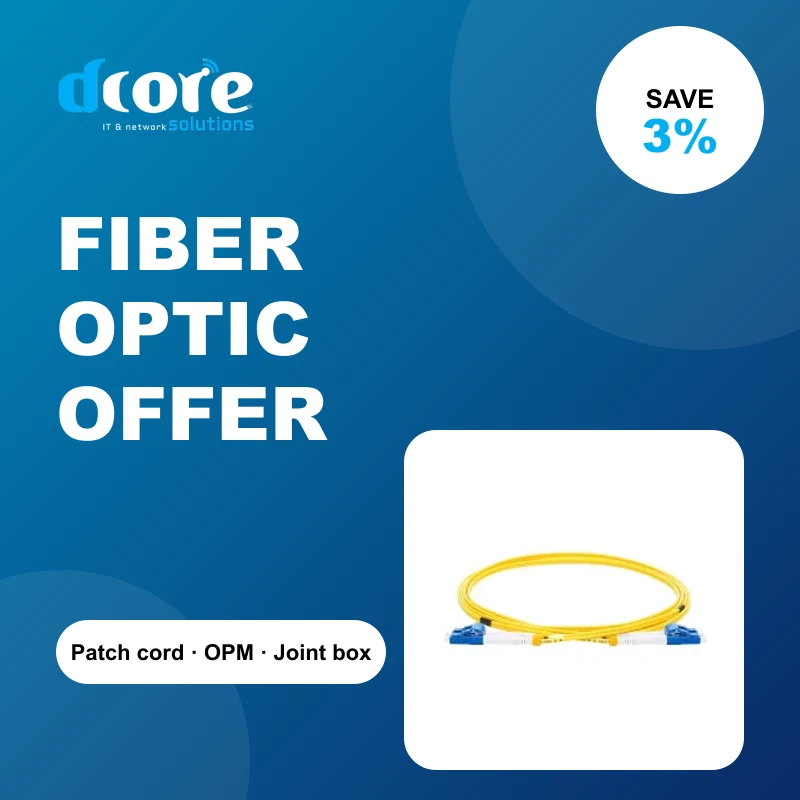 dcore
IT & network solutions
SAVE
3%
FIBER
OPTIC
OFFER
Patch cord · OPM · Joint box